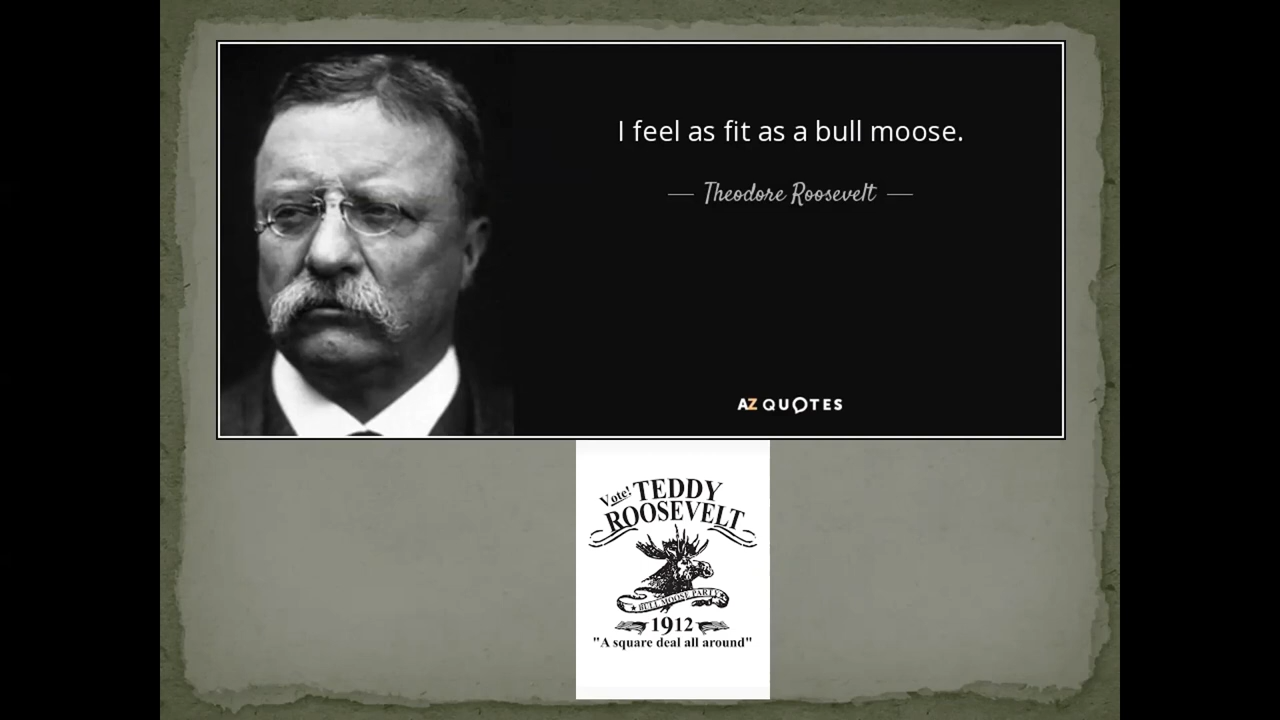 I feel as fit as a bull moose.
— Theodore Roosevelt —
AZ QUOTES
Vote! TEDDY
ROOSEVELT
★ BULL MOOSE PARTY ★
1912
"A square deal all around"